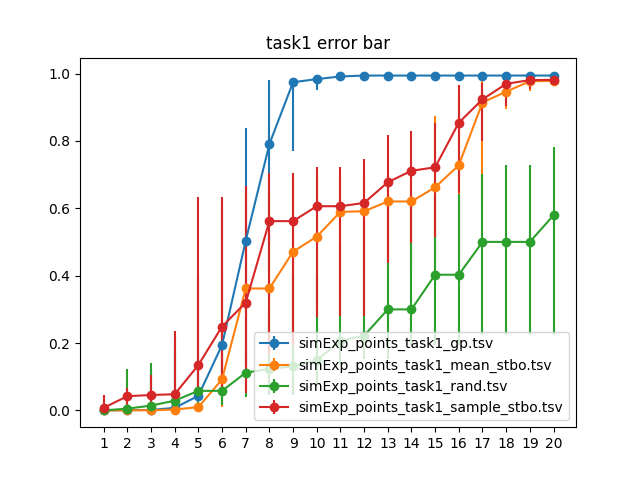 task1 error bar
1.0
0.8
0.6
0.4
0.2
0.0
simExp_points_task1_gp.tsv
simExp_points_task1_mean_stbo.tsv
simExp_points_task1_rand.tsv
simExp_points_task1_sample_stbo.tsv
1 2 3 4 5 6 7 8 9 10 11 12 13 14 15 16 17 18 19 20